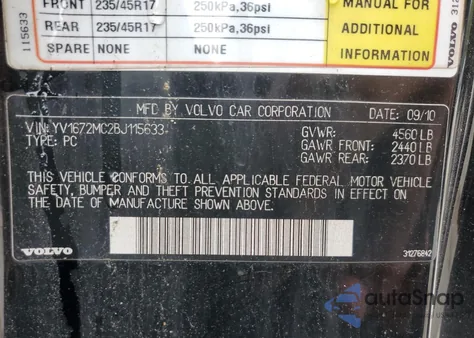 FRONT 235/45R17 250kPa,36psi
REAR 235/45R17 250kPa,36psi
SPARE NONE NONE
MANUAL FOR
ADDITIONAL
INFORMATION
115633
MFD BY VOLVO CAR CORPORATION DATE: 09/10
VIN: YV1672MC2BJ115633
TYPE: PC
GVWR: 4560 LB
GAWR FRONT: 2440 LB
GAWR REAR: 2370 LB
THIS VEHICLE CONFORMS TO ALL APPLICABLE FEDERAL MOTOR VEHICLE
SAFETY, BUMPER AND THEFT PREVENTION STANDARDS IN EFFECT ON
THE DATE OF MANUFACTURE SHOWN ABOVE.
VOLVO
31276842
autoSnap